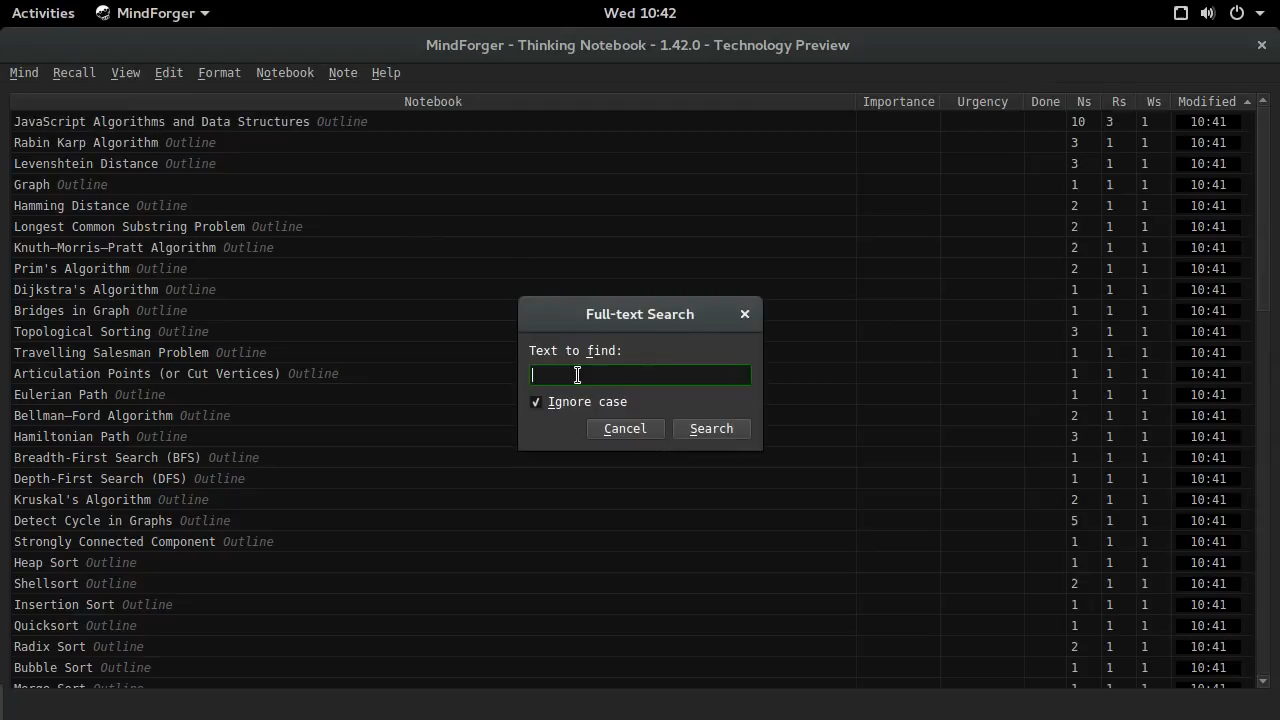 Activities MindForger Wed 10:42
MindForger - Thinking Notebook - 1.42.0 - Technology Preview
Mind Recall View Edit Format Notebook Note Help
Notebook Importance Urgency Done Ns Rs Ws Modified
JavaScript Algorithms and Data Structures Outline 10 3 1 10:41
Rabin Karp Algorithm Outline 3 1 1 10:41
Levenshtein Distance Outline 3 1 1 10:41
Graph Outline 1 1 1 10:41
Hamming Distance Outline 2 1 1 10:41
Longest Common Substring Problem Outline 2 1 1 10:41
Knuth–Morris–Pratt Algorithm Outline 2 1 1 10:41
Prim's Algorithm Outline 2 1 1 10:41
Dijkstra's Algorithm Outline 1 1 1 10:41
Bridges in Graph Outline 1 1 1 10:41
Topological Sorting Outline 3 1 1 10:41
Travelling Salesman Problem Outline 1 1 1 10:41
Articulation Points (or Cut Vertices) Outline 1 1 1 10:41
Eulerian Path Outline 1 1 1 10:41
Bellman–Ford Algorithm Outline 2 1 1 10:41
Hamiltonian Path Outline 3 1 1 10:41
Breadth-First Search (BFS) Outline 1 1 1 10:41
Depth-First Search (DFS) Outline 1 1 1 10:41
Kruskal's Algorithm Outline 2 1 1 10:41
Detect Cycle in Graphs Outline 5 1 1 10:41
Strongly Connected Component Outline 1 1 1 10:41
Heap Sort Outline 1 1 1 10:41
Shellsort Outline 2 1 1 10:41
Insertion Sort Outline 1 1 1 10:41
Quicksort Outline 1 1 1 10:41
Radix Sort Outline 2 1 1 10:41
Bubble Sort Outline 1 1 1 10:41
Merge Sort Outline 1 1 1 10:41
Full-text Search
Text to find:
Ignore case
Cancel Search